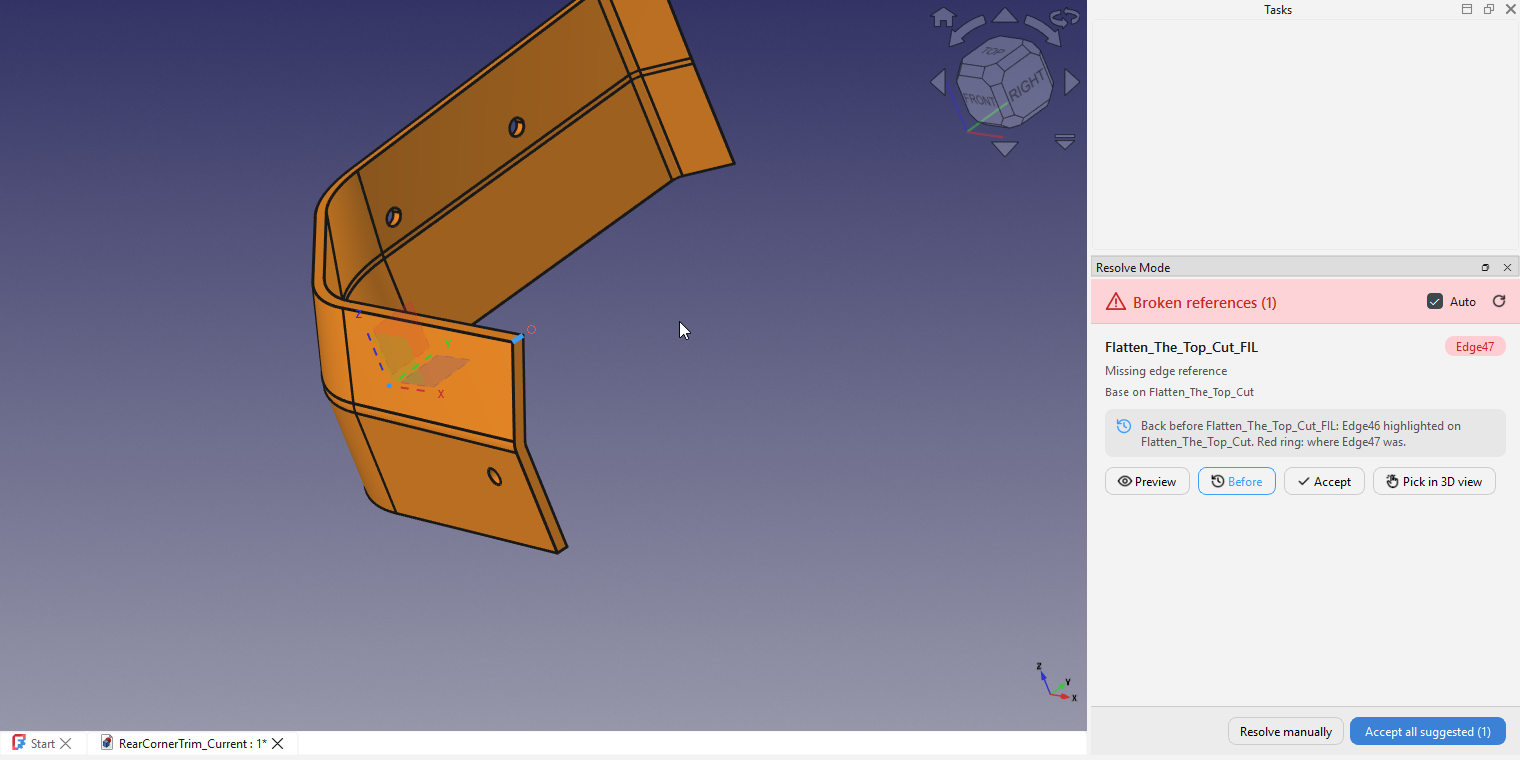 Tasks
TOP
FRONT
RIGHT
Resolve Mode
Broken references (1)
Auto
Flatten_The_Top_Cut_FIL
Edge47
Missing edge reference
Base on Flatten_The_Top_Cut
Back before Flatten_The_Top_Cut_FIL: Edge46 highlighted on
Flatten_The_Top_Cut. Red ring: where Edge47 was.
Preview
Before
Accept
Pick in 3D view
Z
Y
X
Z
Y
X
Resolve manually
Accept all suggested (1)
Start
RearCornerTrim_Current : 1*